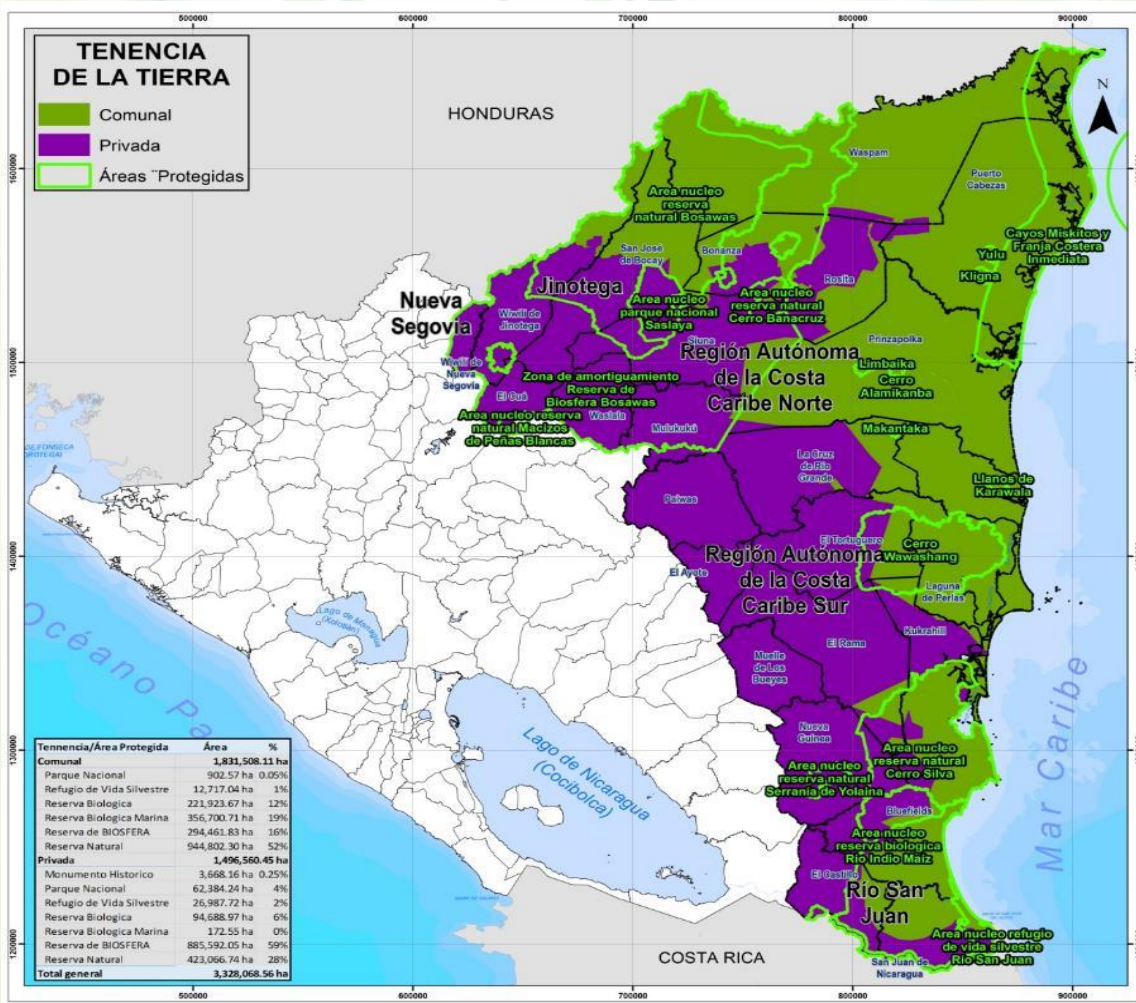 500000
600000
700000
800000
900000
TENENCIA
DE LA TIERRA
Comunal
Privada
Áreas ¨Protegidas
HONDURAS
N
1600000
Waspam
Puerto
Cabezas
Area nucleo
reserva
natural Bosawas
Cayos Miskitos y
Franja Costera
Inmediata
San José
de Bocay
Bonanza
Yulu
Kligna
Rosita
Jinotega
Nueva
Segovia
Area nucleo
parque nacional
Saslaya
Area nucleo
reserva natural
Cerro Banacruz
Wiwilí de
Jinotega
Prinzapolka
Siuna
Región Autónoma
de la Costa
Caribe Norte
1500000
Wiwilí de
Nueva
Segovia
Limbaika
Cerro
Alamikanba
Zona de amortiguamiento
Reserva de
Biosfera Bosawas
El Cuá
Area nucleo reserva
natural Macizos
de Peñas Blancas
Waslala
Mulukukú
Makantaka
La Cruz
de Río
Grande
Llanos de
Karawala
Paiwas
El Tortuguero
Cerro
Wawashang
1400000
Región Autónoma
de la Costa
Caribe Sur
El Ayote
Laguna
de Perlas
Kukrahill
El Rama
Muelle
de Los
Bueyes
Lago de Managua
(Xolotlán)
Océano Pa
Mar Caribe
Lago de Nicaragua
(Cocibolca)
Nueva
Guinea
Area nucleo
reserva natural
Cerro Silva
1300000
Area nucleo
reserva natural
Serranía de Yolaina
Bluefields
Area nucleo
reserva biologica
Río Indio Maíz
El Castillo
Río San
Juan
Area nucleo refugio
de vida silvestre
Río San Juan
San Juan de
Nicaragua
COSTA RICA
1200000
Tennencia/Área Protegida Área %
Comunal 1,831,508.11 ha
Parque Nacional 902.57 ha 0.05%
Refugio de Vida Silvestre 12,717.04 ha 1%
Reserva Biologica 221,923.67 ha 12%
Reserva Biologica Marina 356,700.71 ha 19%
Reserva de BIOSFERA 294,461.83 ha 16%
Reserva Natural 944,802.30 ha 52%
Privada 1,496,560.45 ha
Monumento Historico 3,668.16 ha 0.25%
Parque Nacional 62,384.24 ha 4%
Refugio de Vida Silvestre 26,987.72 ha 2%
Reserva Biologica 94,688.97 ha 6%
Reserva Biologica Marina 172.55 ha 0%
Reserva de BIOSFERA 885,592.05 ha 59%
Reserva Natural 423,066.74 ha 28%
Total general 3,328,068.56 ha
500000
600000
700000
800000
900000